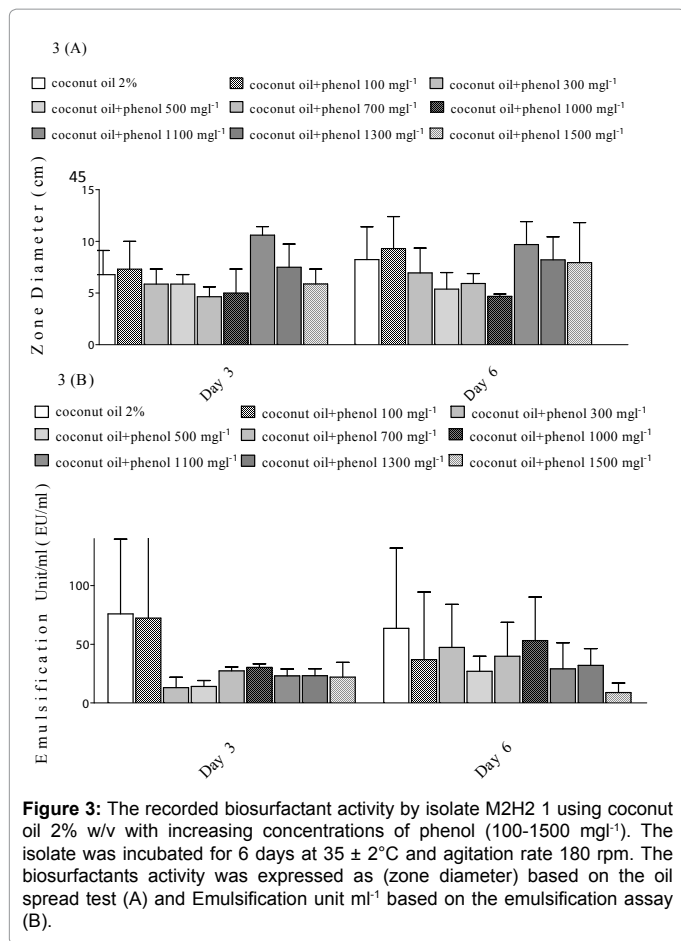 3 (A)
coconut oil 2% coconut oil+phenol 100 mgl⁻¹ coconut oil+phenol 300 mgl⁻¹
coconut oil+phenol 500 mgl⁻¹ coconut oil+phenol 700 mgl⁻¹ coconut oil+phenol 1000 mgl⁻¹
coconut oil+phenol 1100 mgl⁻¹ coconut oil+phenol 1300 mgl⁻¹ coconut oil+phenol 1500 mgl⁻¹
Zone Diameter (cm)
45
15
10
5
0
Day 3 Day 6
3 (B)
coconut oil 2% coconut oil+phenol 100 mgl⁻¹ coconut oil+phenol 300 mgl⁻¹
coconut oil+phenol 500 mgl⁻¹ coconut oil+phenol 700 mgl⁻¹ coconut oil+phenol 1000 mgl⁻¹
coconut oil+phenol 1100 mgl⁻¹ coconut oil+phenol 1300 mgl⁻¹ coconut oil+phenol 1500 mgl⁻¹
Emulsification Unit/ml (EU/ml)
100
50
0
Day 3 Day 6
Figure 3: The recorded biosurfactant activity by isolate M2H2 1 using coconut
oil 2% w/v with increasing concentrations of phenol (100-1500 mgl⁻¹). The
isolate was incubated for 6 days at 35 ± 2°C and agitation rate 180 rpm. The
biosurfactants activity was expressed as (zone diameter) based on the oil
spread test (A) and Emulsification unit ml⁻¹ based on the emulsification assay
(B).